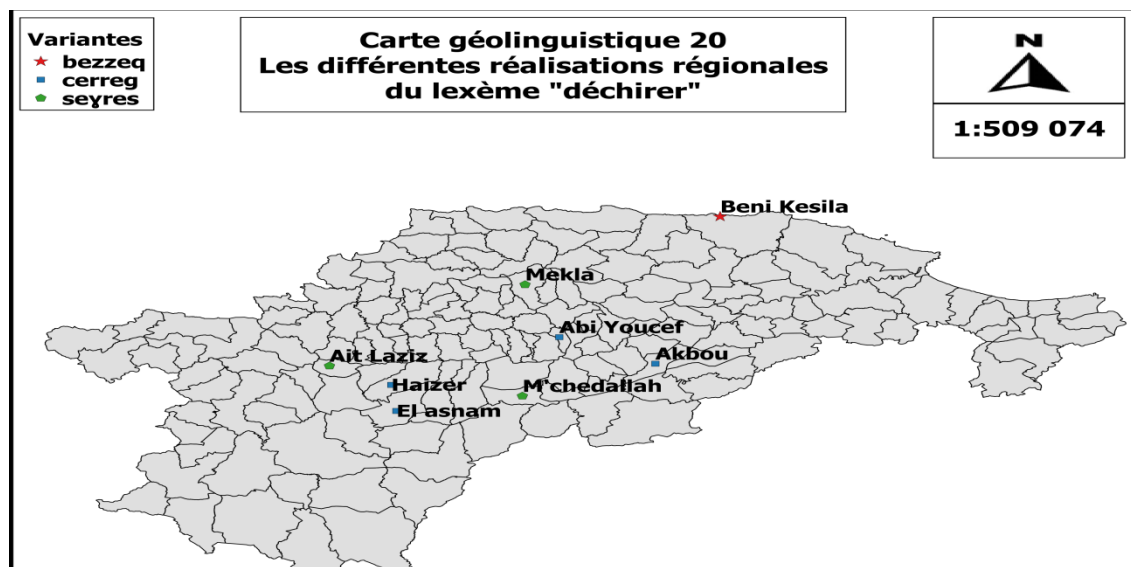 Variantes
bezzeq
cerreg
seɣres
Carte géolinguistique 20
Les différentes réalisations régionales
du lexème "déchirer"
N
1:509 074
Beni Kesila
Mekla
Abi Youcef
Akbou
Ait Laziz
Haizer
M'chedallah
El asnam